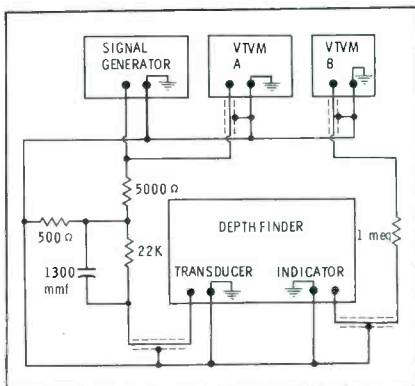 SIGNAL
GENERATOR
VTVM
A
VTVM
B
5000 Ω
500 Ω
22K
1300
mmf
DEPTH FINDER
TRANSDUCER
INDICATOR
1 meg